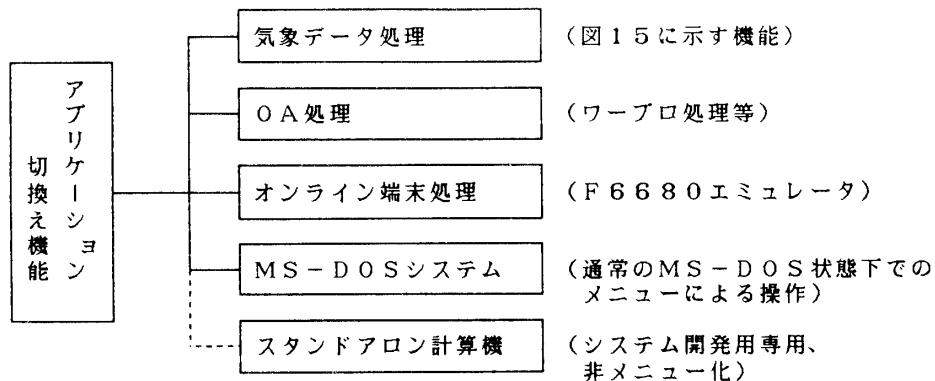 アプリケーション
切換え機能
気象データ処理
（図１５に示す機能）
ＯＡ処理
（ワープロ処理等）
オンライン端末処理
（Ｆ６６８０エミュレータ）
ＭＳ－ＤＯＳシステム
（通常のＭＳ－ＤＯＳ状態下での
メニューによる操作）
スタンドアロン計算機
（システム開発用専用、
非メニュー化）